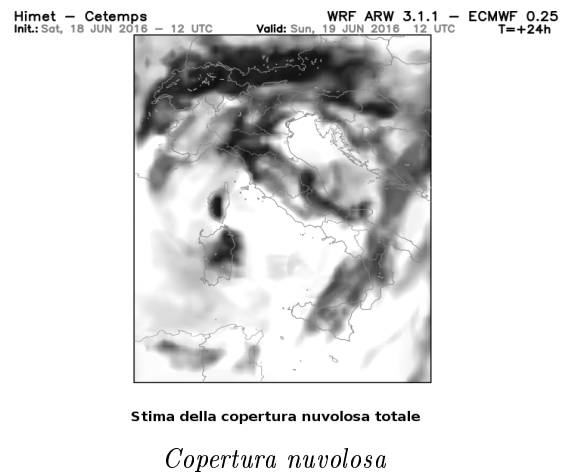 Himet – Cetemps WRF ARW 3.1.1 – ECMWF 0.25
Init.: Sat, 18 JUN 2016 – 12 UTC Valid: Sun, 19 JUN 2016 12 UTC T=+24h
Stima della copertura nuvolosa totale
Copertura nuvolosa